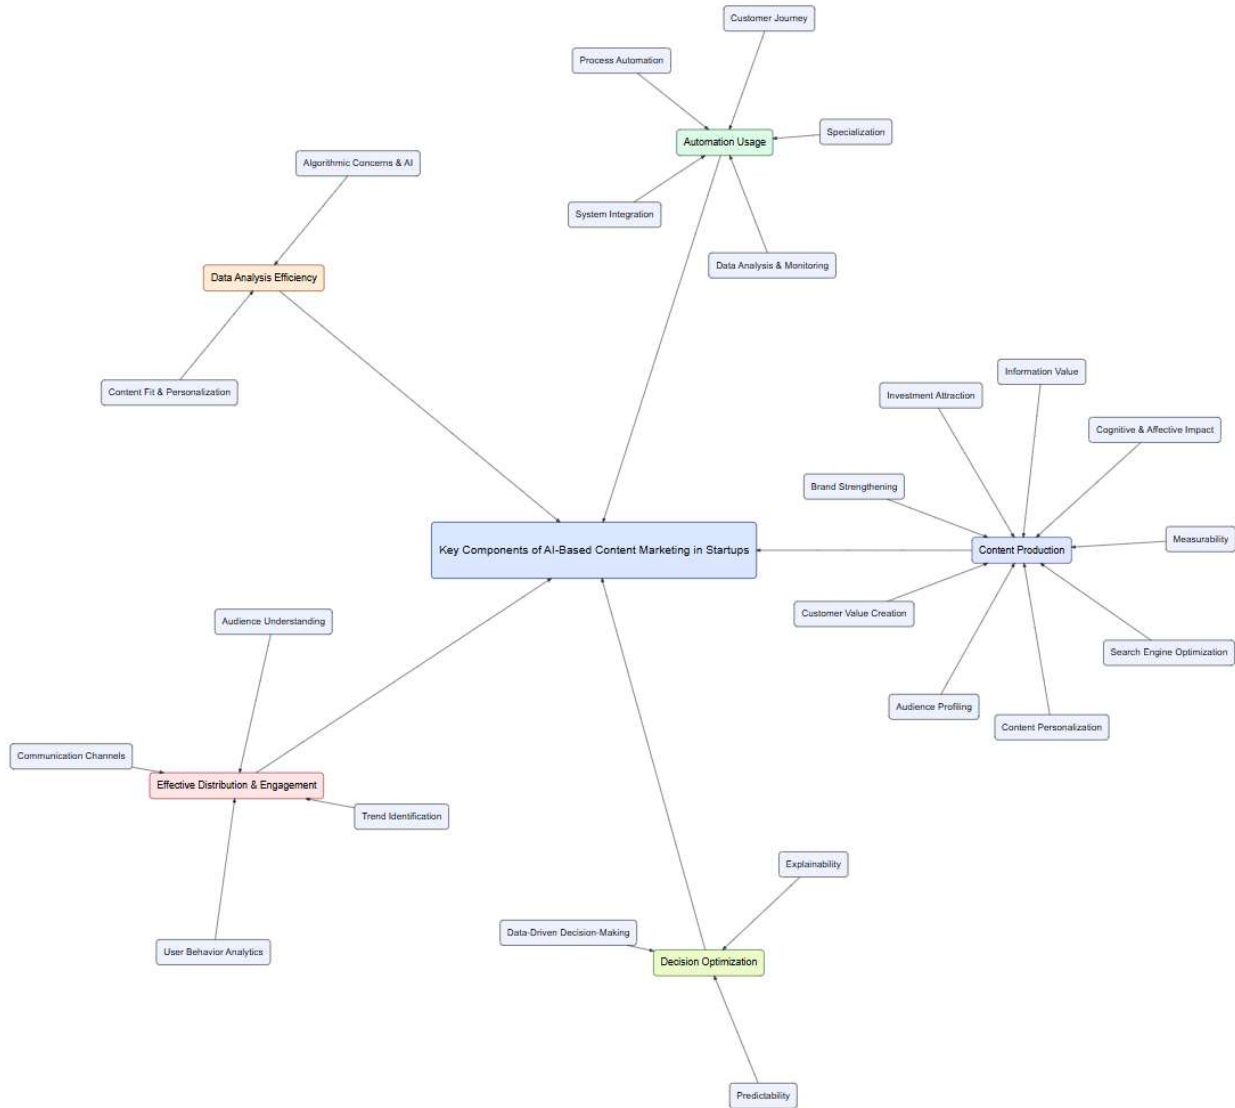 Customer Journey
Process Automation
Specialization
Automation Usage
Algorithmic Concerns & AI
System Integration
Data Analysis & Monitoring
Data Analysis Efficiency
Information Value
Content Fit & Personalization
Investment Attraction
Cognitive & Affective Impact
Brand Strengthening
Measurability
Key Components of AI-Based Content Marketing in Startups
Content Production
Customer Value Creation
Audience Understanding
Search Engine Optimization
Audience Profiling
Content Personalization
Communication Channels
Effective Distribution & Engagement
Trend Identification
Explainability
Data-Driven Decision-Making
User Behavior Analytics
Decision Optimization
Predictability